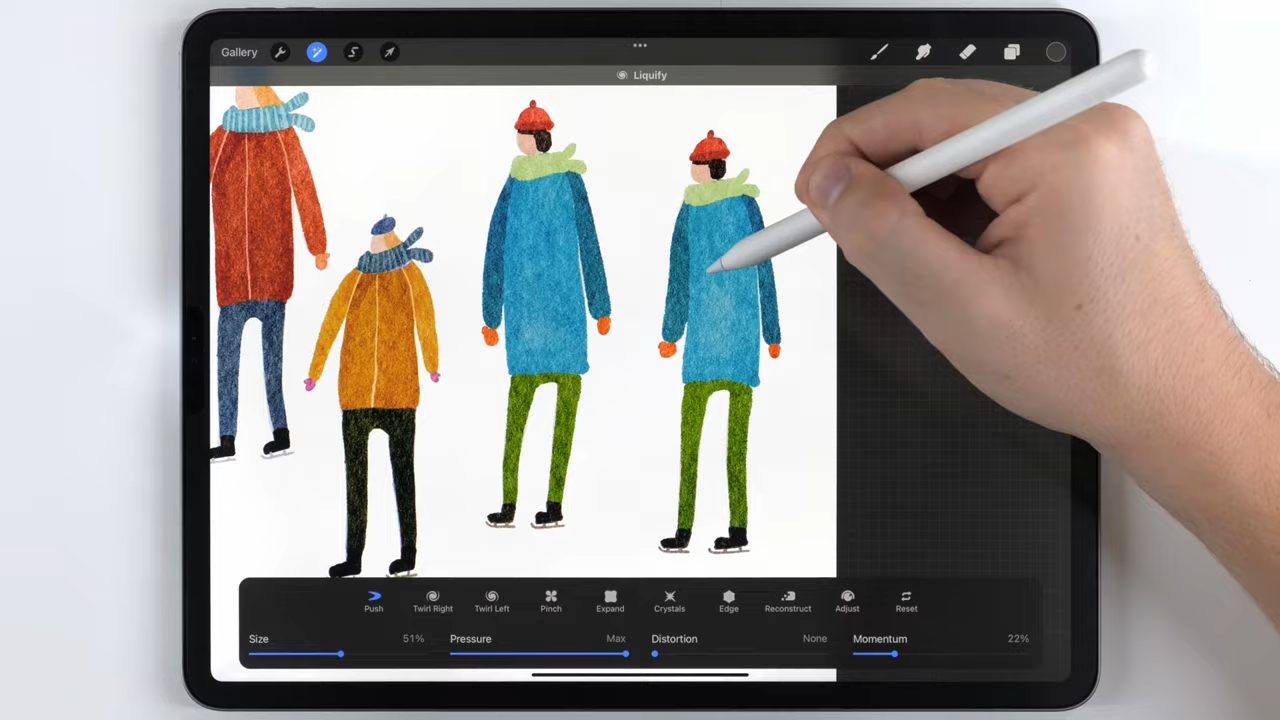 Gallery
Liquify
Push Twirl Right Twirl Left Pinch Expand Crystals Edge Reconstruct Adjust Reset
Size 51% Pressure Max Distortion None Momentum 22%